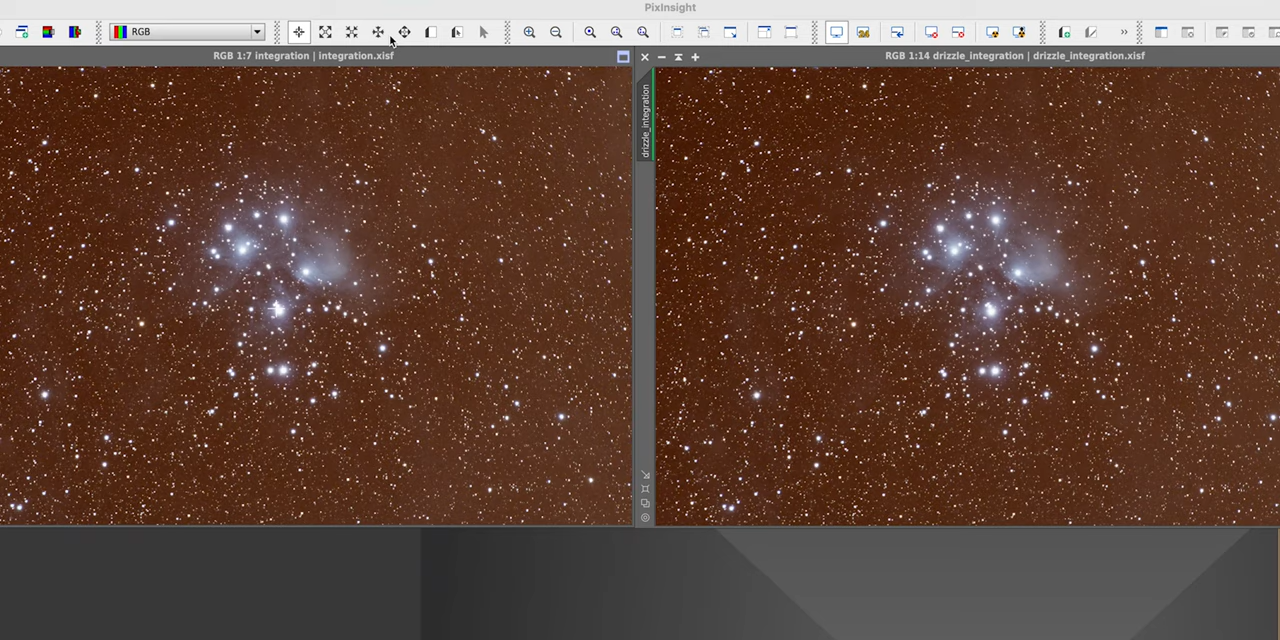 PixInsight
RGB
RGB 1:7 integration | integration.xisf
RGB 1:14 drizzle_integration | drizzle_integration.xisf
drizzle_integration